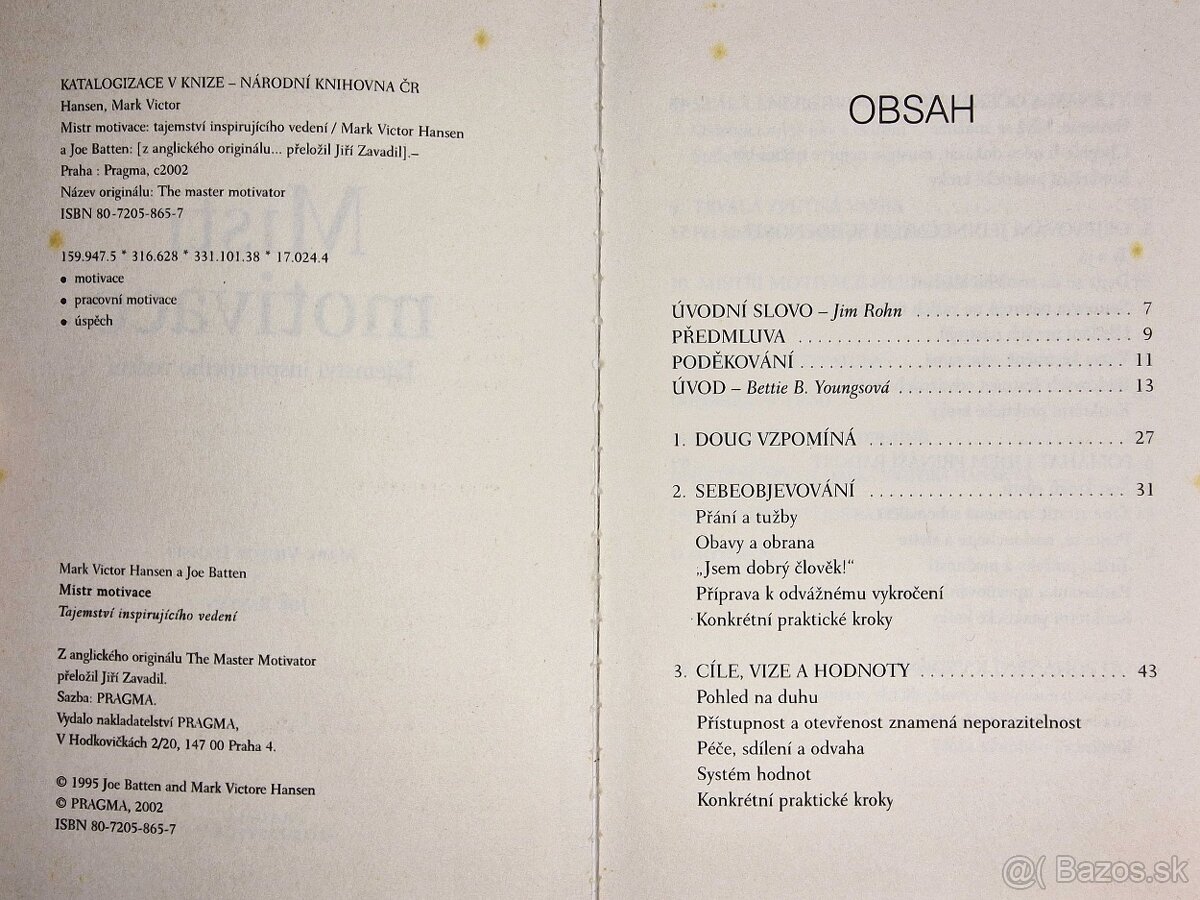 KATALOGIZACE V KNIZE – NÁRODNÍ KNIHOVNA ČR
Hansen, Mark Victor
Mistr motivace: tajemství inspirujícího vedení / Mark Victor Hansen
a Joe Batten: [z anglického originálu... přeložil Jiří Zavadil].–
Praha : Pragma, c2002
Název originálu: The master motivator
ISBN 80-7205-865-7
159.947.5 * 316.628 * 331.101.38 * 17.024.4
• motivace
• pracovní motivace
• úspěch
Mark Victor Hansen a Joe Batten
Mistr motivace
Tajemství inspirujícího vedení
Z anglického originálu The Master Motivator
přeložil Jiří Zavadil.
Sazba: PRAGMA.
Vydalo nakladatelství PRAGMA,
V Hodkovičkách 2/20, 147 00 Praha 4.
© 1995 Joe Batten and Mark Victore Hansen
© PRAGMA, 2002
ISBN 80-7205-865-7
OBSAH
ÚVODNÍ SLOVO – Jim Rohn .......................... 7
PŘEDMLUVA .......................... 9
PODĚKOVÁNÍ .......................... 11
ÚVOD – Bettie B. Youngsová .......................... 13
1. DOUG VZPOMÍNÁ .......................... 27
2. SEBEOBJEVOVÁNÍ .......................... 31
Přání a tužby
Obavy a obrana
„Jsem dobrý člověk!“
Příprava k odvážnému vykročení
Konkrétní praktické kroky
3. CÍLE, VIZE A HODNOTY .......................... 43
Pohled na duhu
Přístupnost a otevřenost znamená neporazitelnost
Péče, sdílení a odvaha
Systém hodnot
Konkrétní praktické kroky
@( Bazos.sk